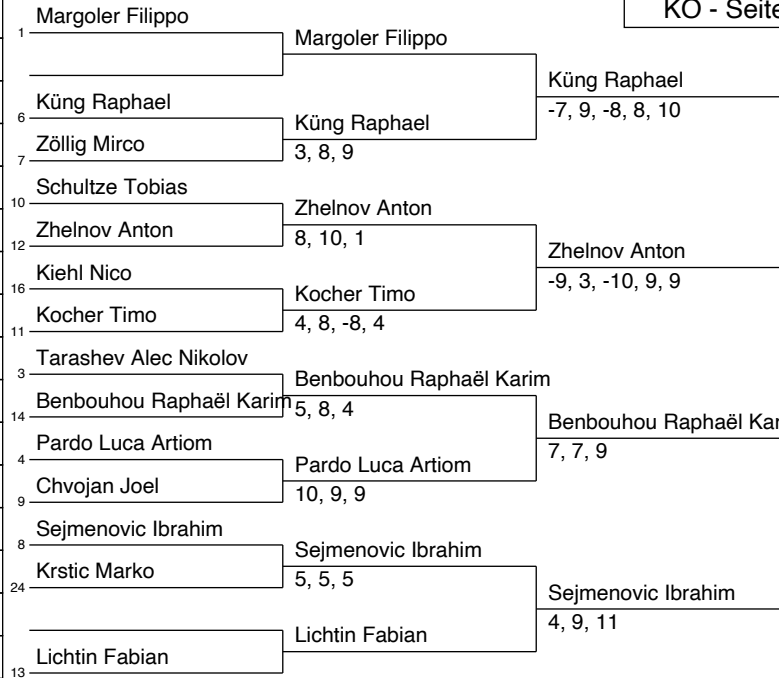 KO - Seite
Margoler Filippo
1
Margoler Filippo
Küng Raphael
-7, 9, -8, 8, 10
Küng Raphael
6
Küng Raphael
3, 8, 9
Zöllig Mirco
7
Schultze Tobias
10
Zhelnov Anton
8, 10, 1
Zhelnov Anton
12
Zhelnov Anton
-9, 3, -10, 9, 9
Kiehl Nico
16
Kocher Timo
4, 8, -8, 4
Kocher Timo
11
Tarashev Alec Nikolov
3
Benbouhou Raphaël Karim
5, 8, 4
Benbouhou Raphaël Karim
14
Benbouhou Raphaël Kar
7, 7, 9
Pardo Luca Artiom
4
Pardo Luca Artiom
10, 9, 9
Chvojan Joel
9
Sejmenovic Ibrahim
8
Sejmenovic Ibrahim
5, 5, 5
Krstic Marko
24
Sejmenovic Ibrahim
4, 9, 11
Lichtin Fabian
Lichtin Fabian
13